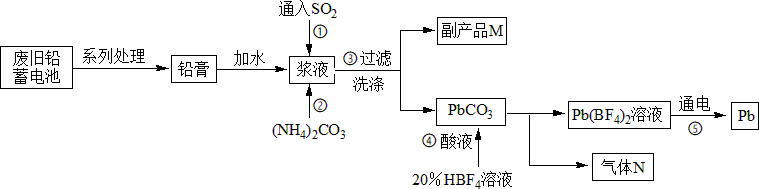 通入SO₂
①
副产品M
废旧铅
蓄电池
系列处理
铅膏
加水
浆液
③过滤
洗涤
②
(NH₄)₂CO₃
PbCO₃
Pb(BF₄)₂溶液
通电
⑤
Pb
④酸液
20%HBF₄溶液
气体N